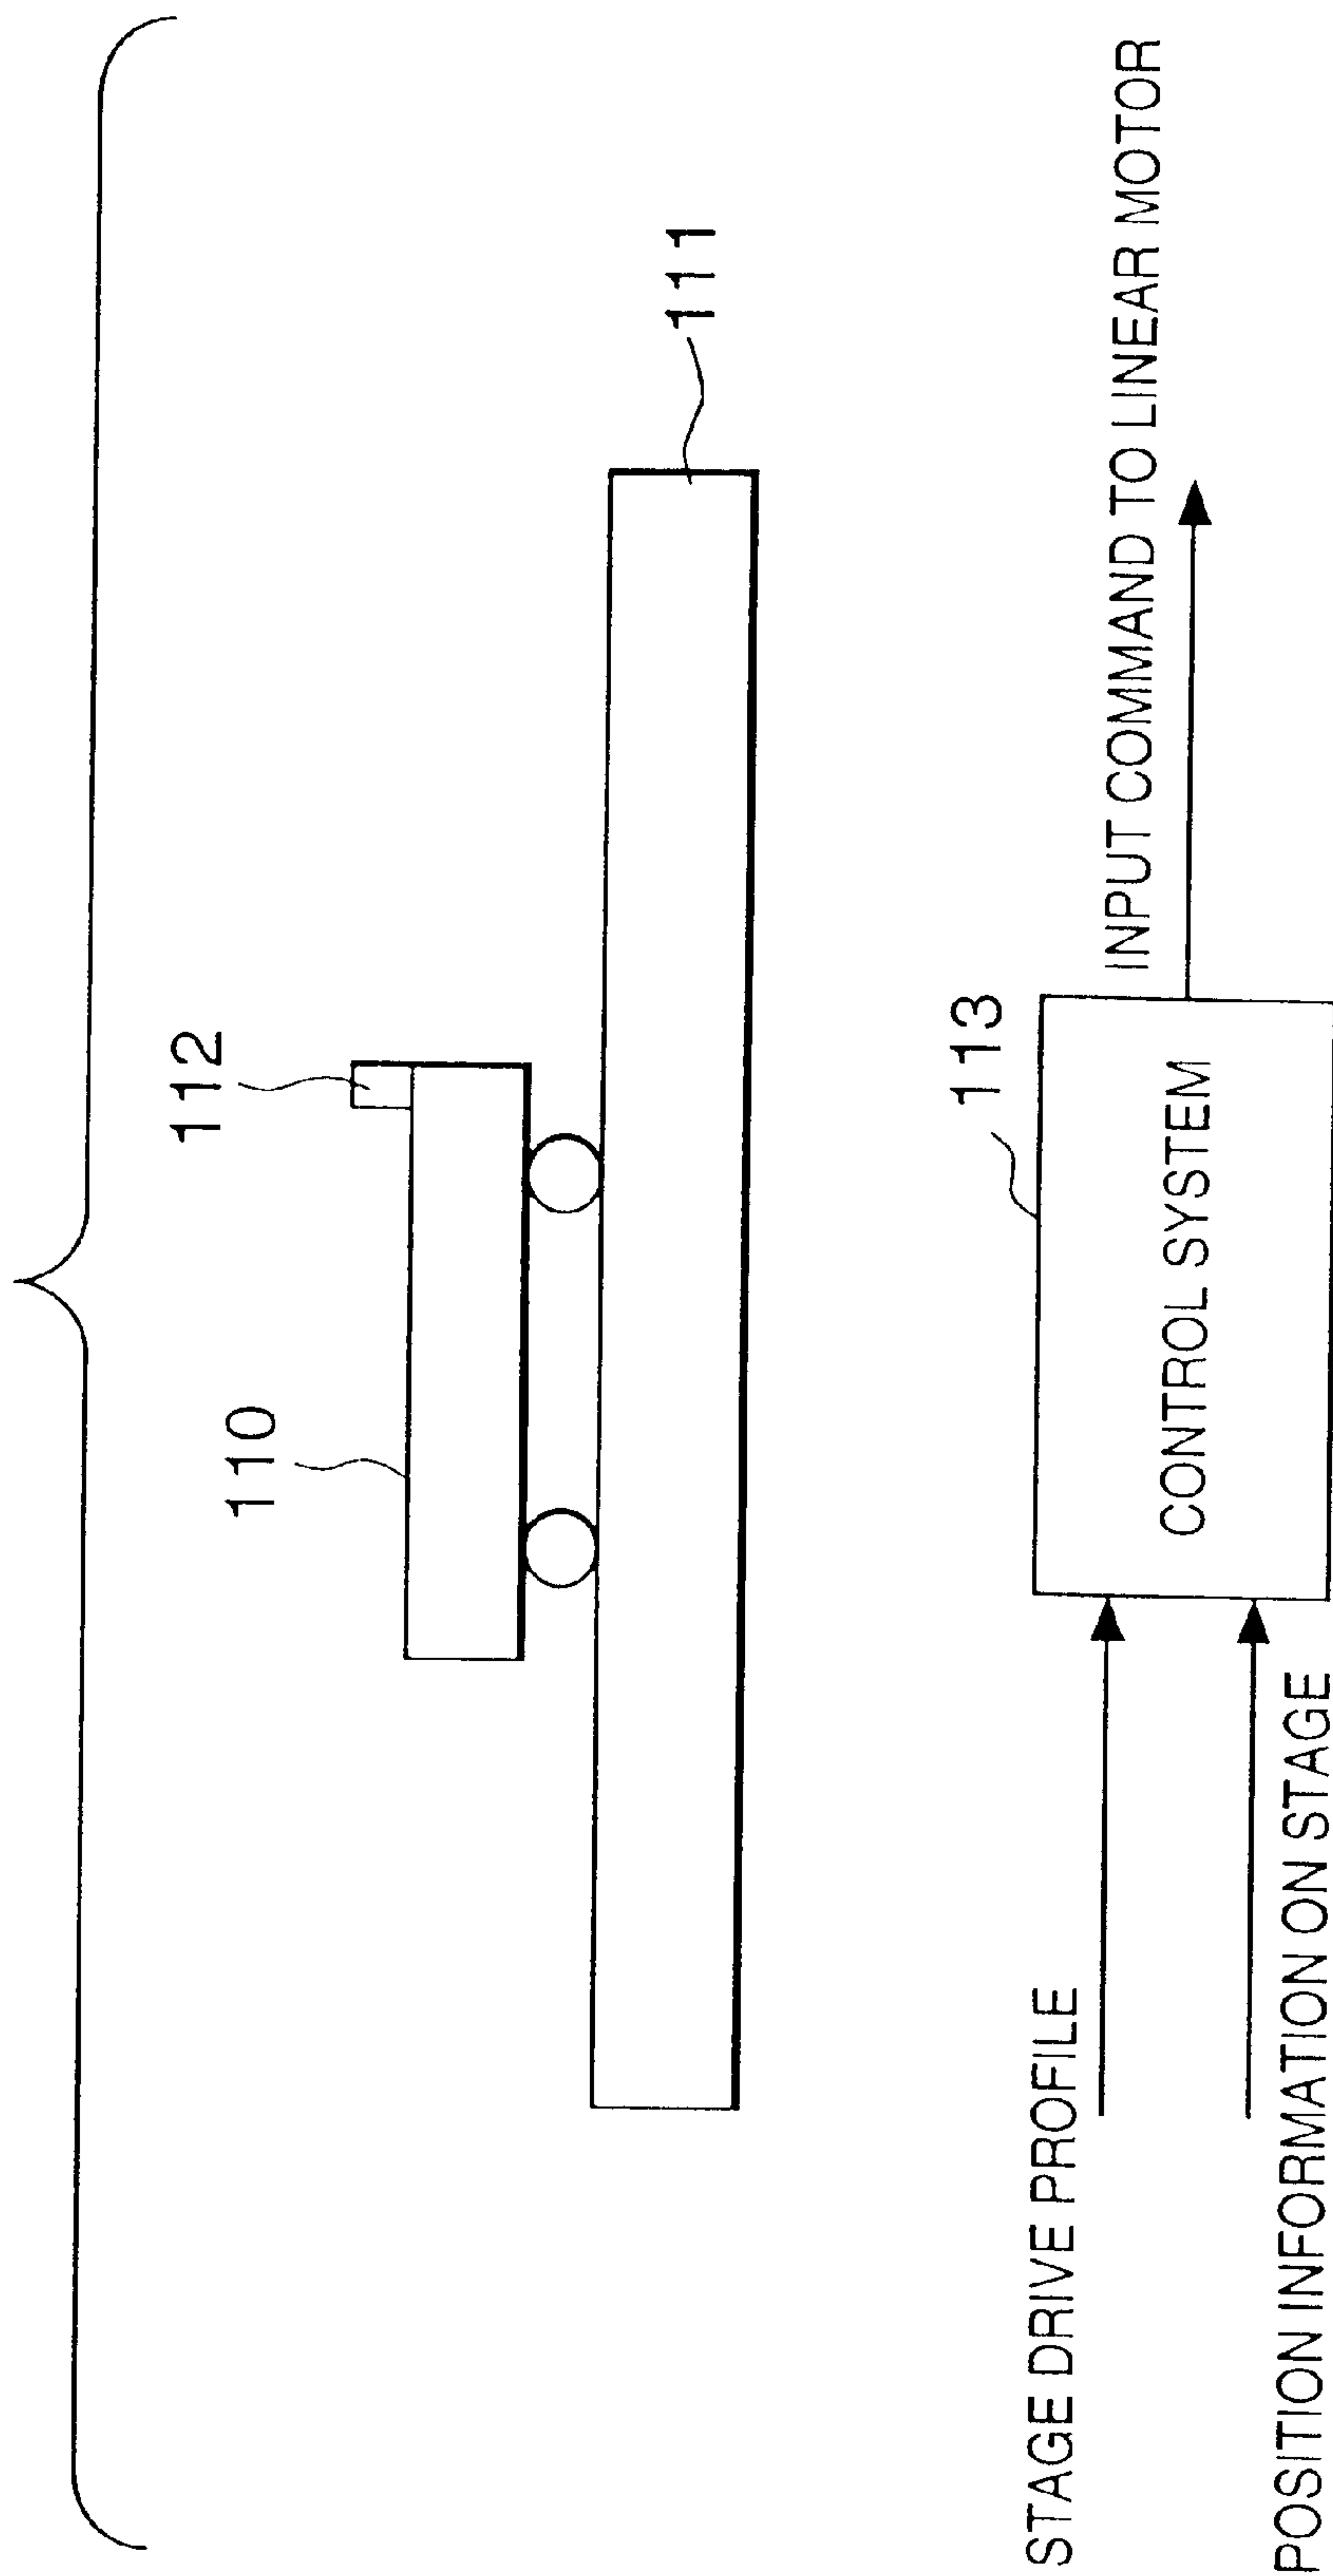 112
110
111
113
STAGE DRIVE PROFILE
INPUT COMMAND TO LINEAR MOTOR
CONTROL SYSTEM
POSITION INFORMATION ON STAGE